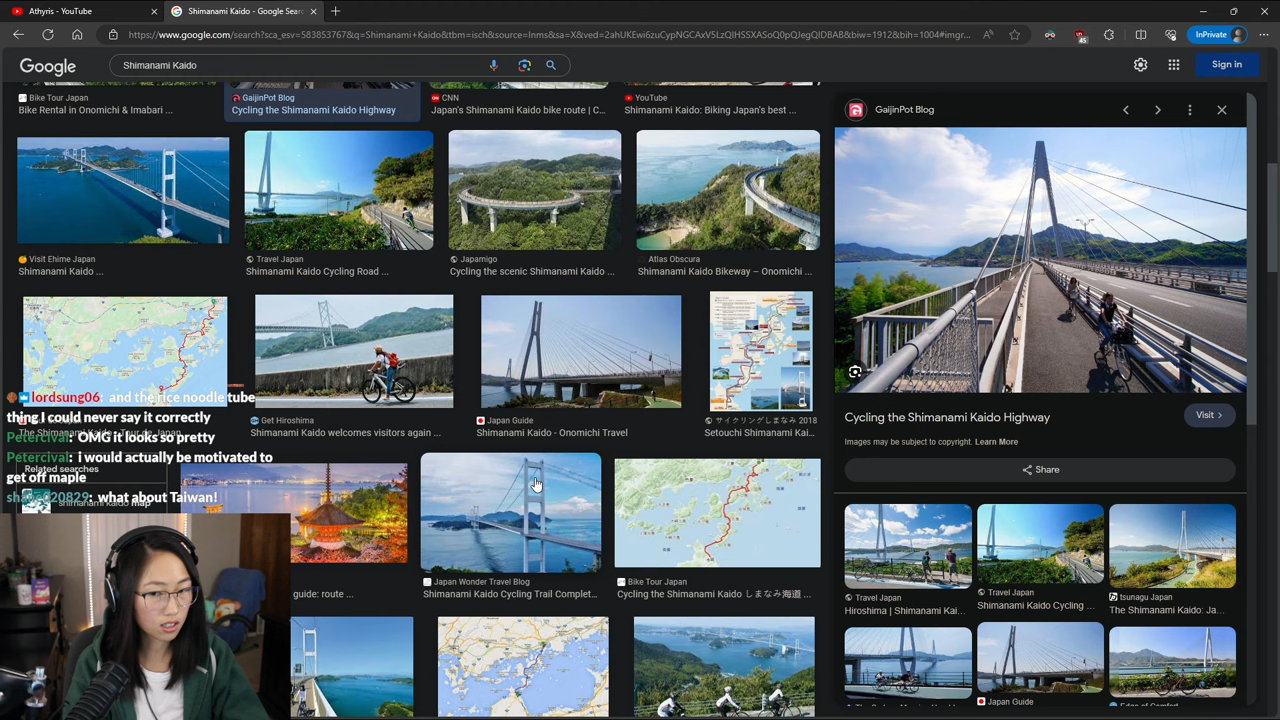 Athyris - YouTube
Shimanami Kaido - Google Sear
https://www.google.com/search?sca_esv=583853767&q=Shimanami+Kaido&tbm=isch&source=lnms&sa=X&ved=2ahUKEwi6zuCypNGCAxV5LzQIHSSXASoQ0pQJegQIDBAB&biw=1912&bih=1004#imgr...
45
InPrivate
Google
Shimanami Kaido
Sign in
Bike Tour Japan
Bike Rental in Onomichi & Imabari ...
GaijinPot Blog
Cycling the Shimanami Kaido Highway
CNN
Japan's Shimanami Kaido bike route | C...
YouTube
Shimanami Kaido: Biking Japan's best ...
GaijinPot Blog
Visit Ehime Japan
Shimanami Kaido ...
Travel Japan
Shimanami Kaido Cycling Road ...
Japamigo
Cycling the scenic Shimanami Kaido ...
Atlas Obscura
Shimanami Kaido Bikeway – Onomichi ...
lordsung06: and the rice noodle tube
thing I could never say it correctly
Petercival: OMG it looks so pretty
Petercival: i would actually be motivated to
get off maple
what about Taiwan!
Get Hiroshima
Shimanami Kaido welcomes visitors again ...
Japan Guide
Shimanami Kaido - Onomichi Travel
サイクリングしまなみ 2018
Setouchi Shimanami Kai...
Related searches
shimanami kaido map
guide: route ...
Japan Wonder Travel Blog
Shimanami Kaido Cycling Trail Complet...
Bike Tour Japan
Cycling the Shimanami Kaido しまなみ海道 ...
Cycling the Shimanami Kaido Highway
Visit
Images may be subject to copyright. Learn More
Share
Travel Japan
Hiroshima | Shimanami Kai...
Travel Japan
Shimanami Kaido Cycling ...
tsunagu Japan
The Shimanami Kaido: Ja...
Japan Guide